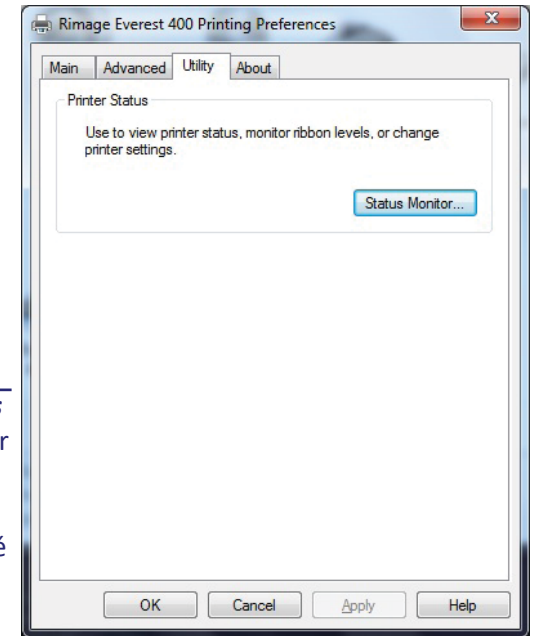 Rimage Everest 400 Printing Preferences
Main Advanced Utility About
Printer Status
Use to view printer status, monitor ribbon levels, or change
printer settings.
Status Monitor...
r
é
OK Cancel Apply Help